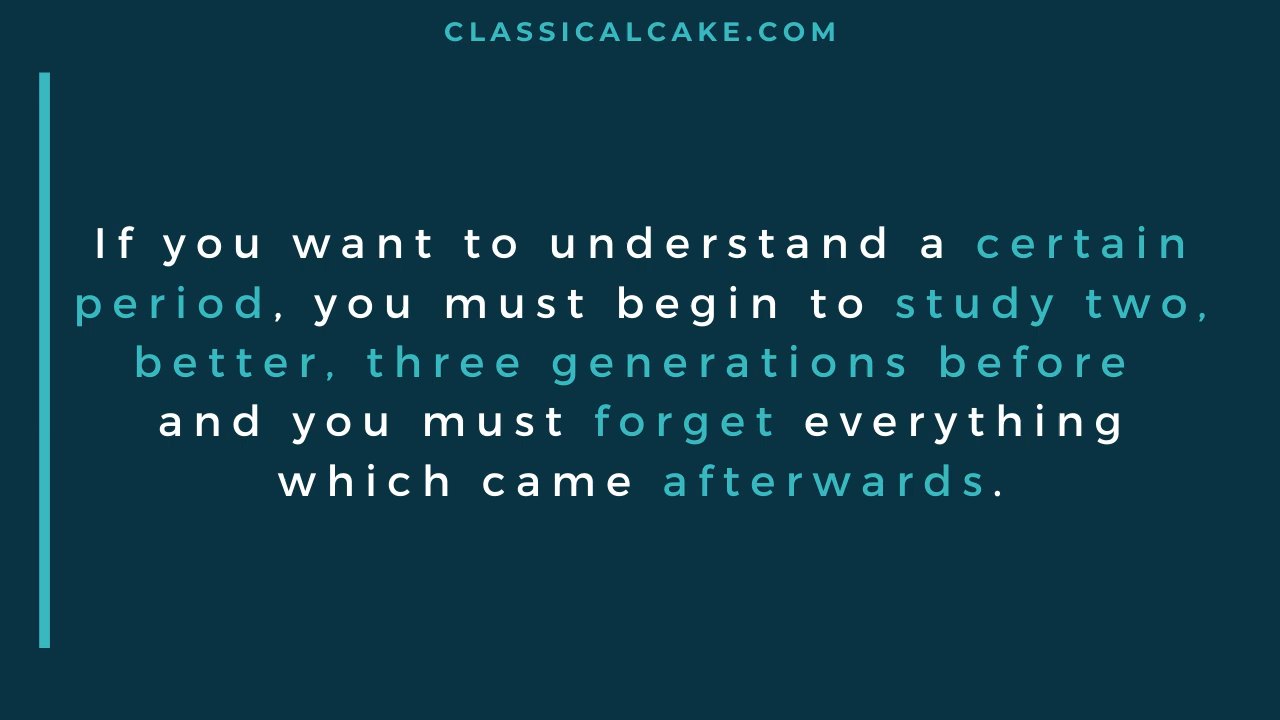 CLASSICALCAKE.COM
If you want to understand a certain
period, you must begin to study two,
better, three generations before
and you must forget everything
which came afterwards.